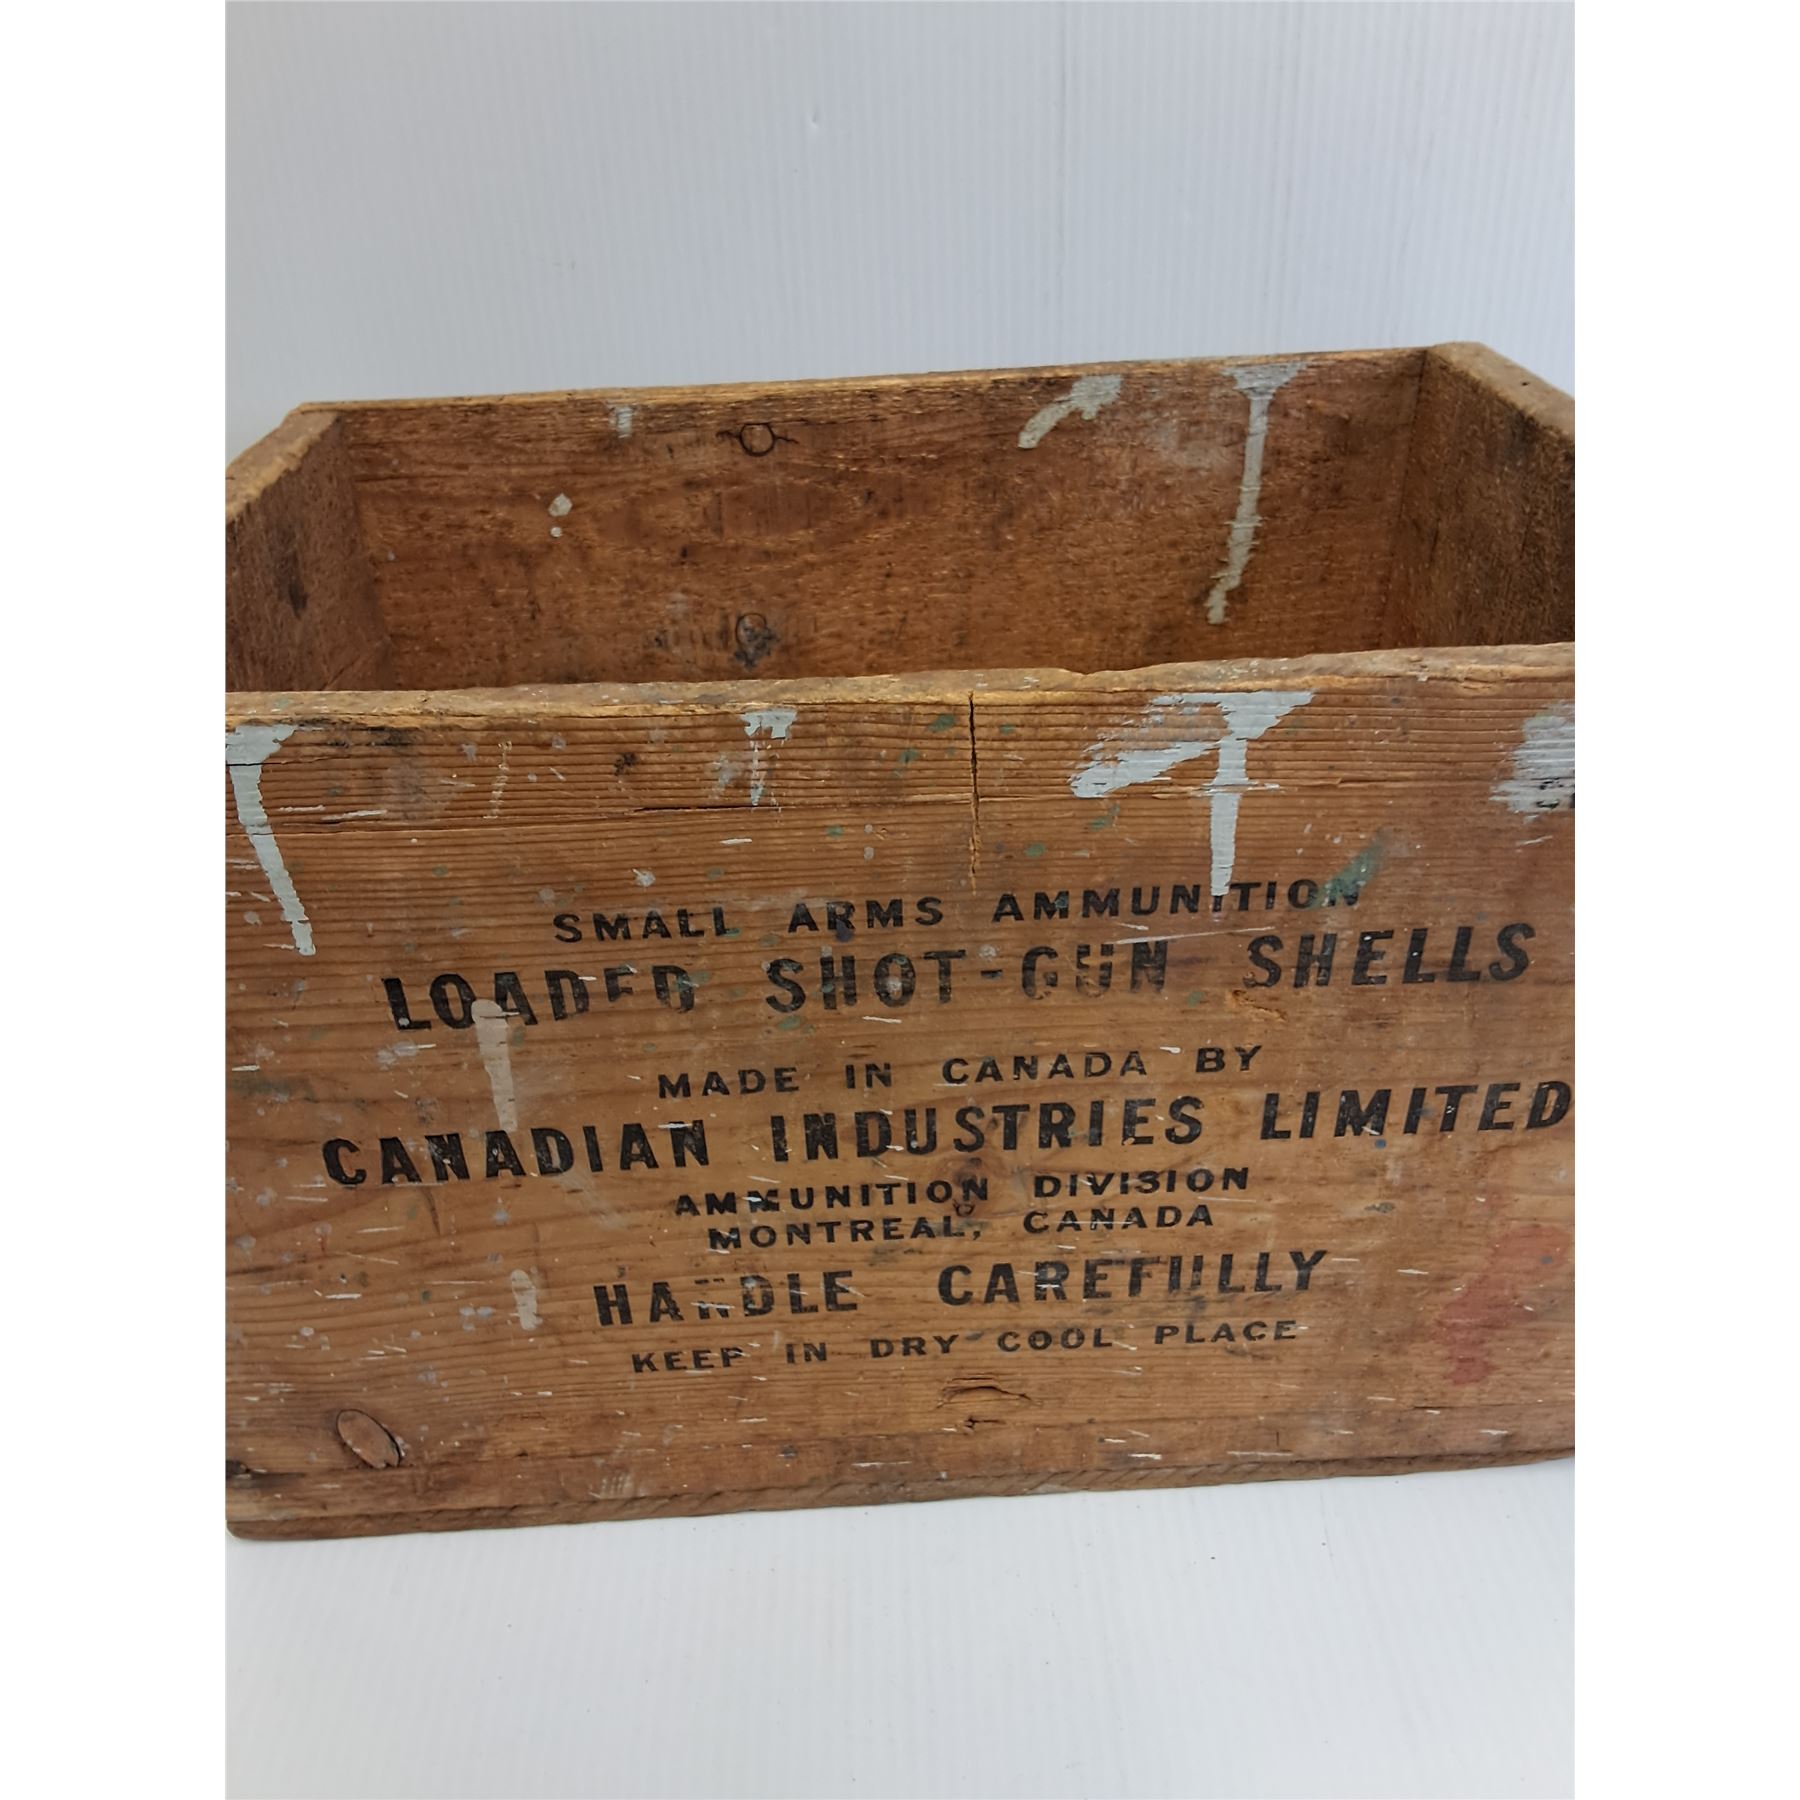 SMALL ARMS AMMUNITION
LOADED SHOT-GUN SHELLS
MADE IN CANADA BY
CANADIAN INDUSTRIES LIMITED
AMMUNITION DIVISION
MONTREAL, CANADA
HANDLE CAREFULLY
KEEP IN DRY COOL PLACE